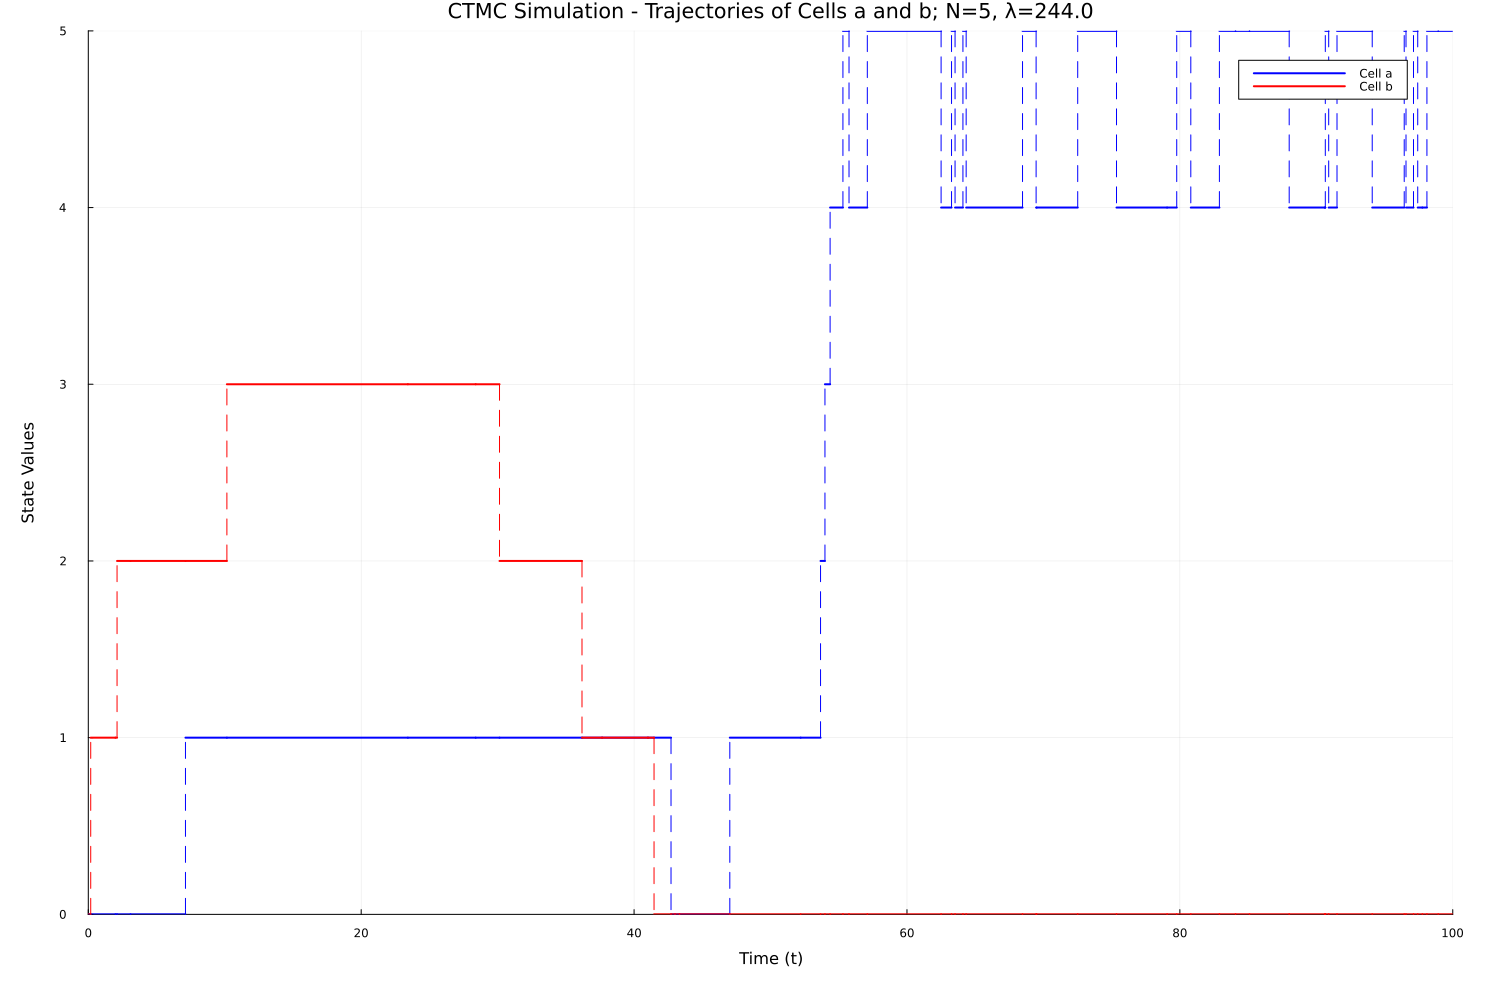 CTMC Simulation - Trajectories of Cells a and b; N=5, λ=244.0
5
Cell a
Cell b
4
3
State Values
2
1
0
0 20 40 60 80 100
Time (t)